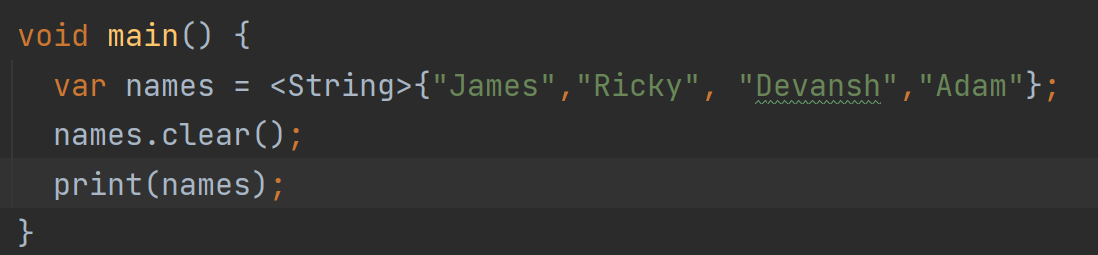 void main() {
  var names = <String>{"James","Ricky", "Devansh","Adam"};
  names.clear();
  print(names);
}